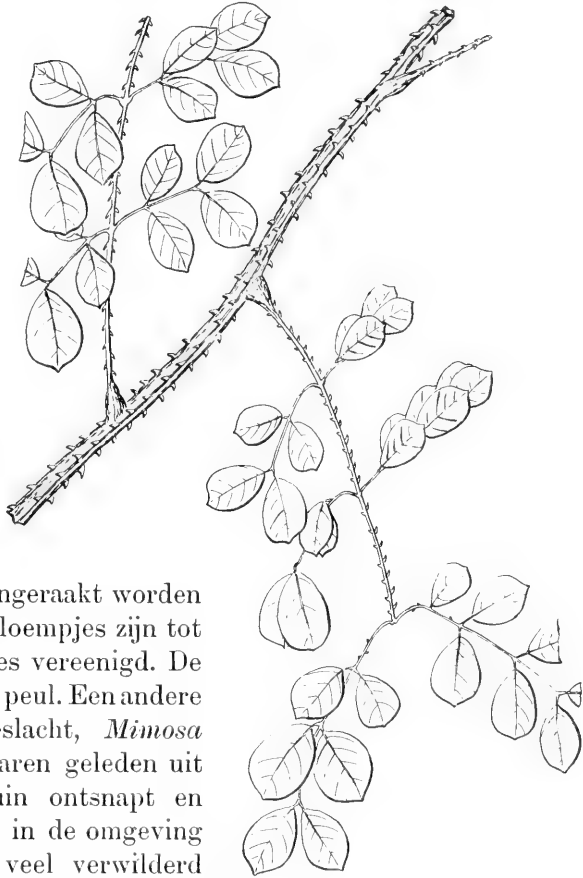 ngeraakt worden
loempjes zijn tot
es vereenigd. De
peul. Een andere
slacht, Mimosa
aren geleden uit
uin ontsnapt en
in de omgeving
veel verwilderd